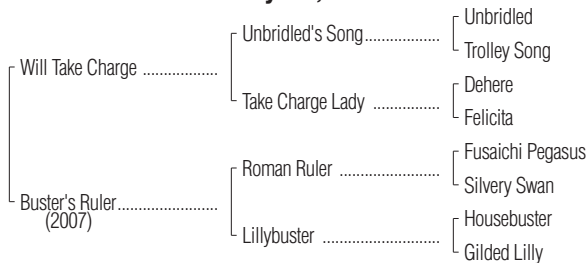 Unbridled
Unbridled's Song
Trolley Song
Will Take Charge
Dehere
Take Charge Lady
Felicita
Fusaichi Pegasus
Roman Ruler
Silvery Swan
Buster's Ruler
(2007)
Housebuster
Lillybuster
Gilded Lilly